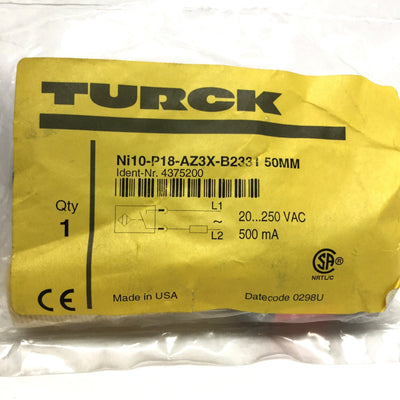 TURCK
Ni10-P18-AZ3X-B2331 50MM
Ident-Nr. 4375200
Qty
1
L1
~
L2
20...250 VAC
500 mA
SA
NRTL/C
CE
Made in USA
Datecode 0298U